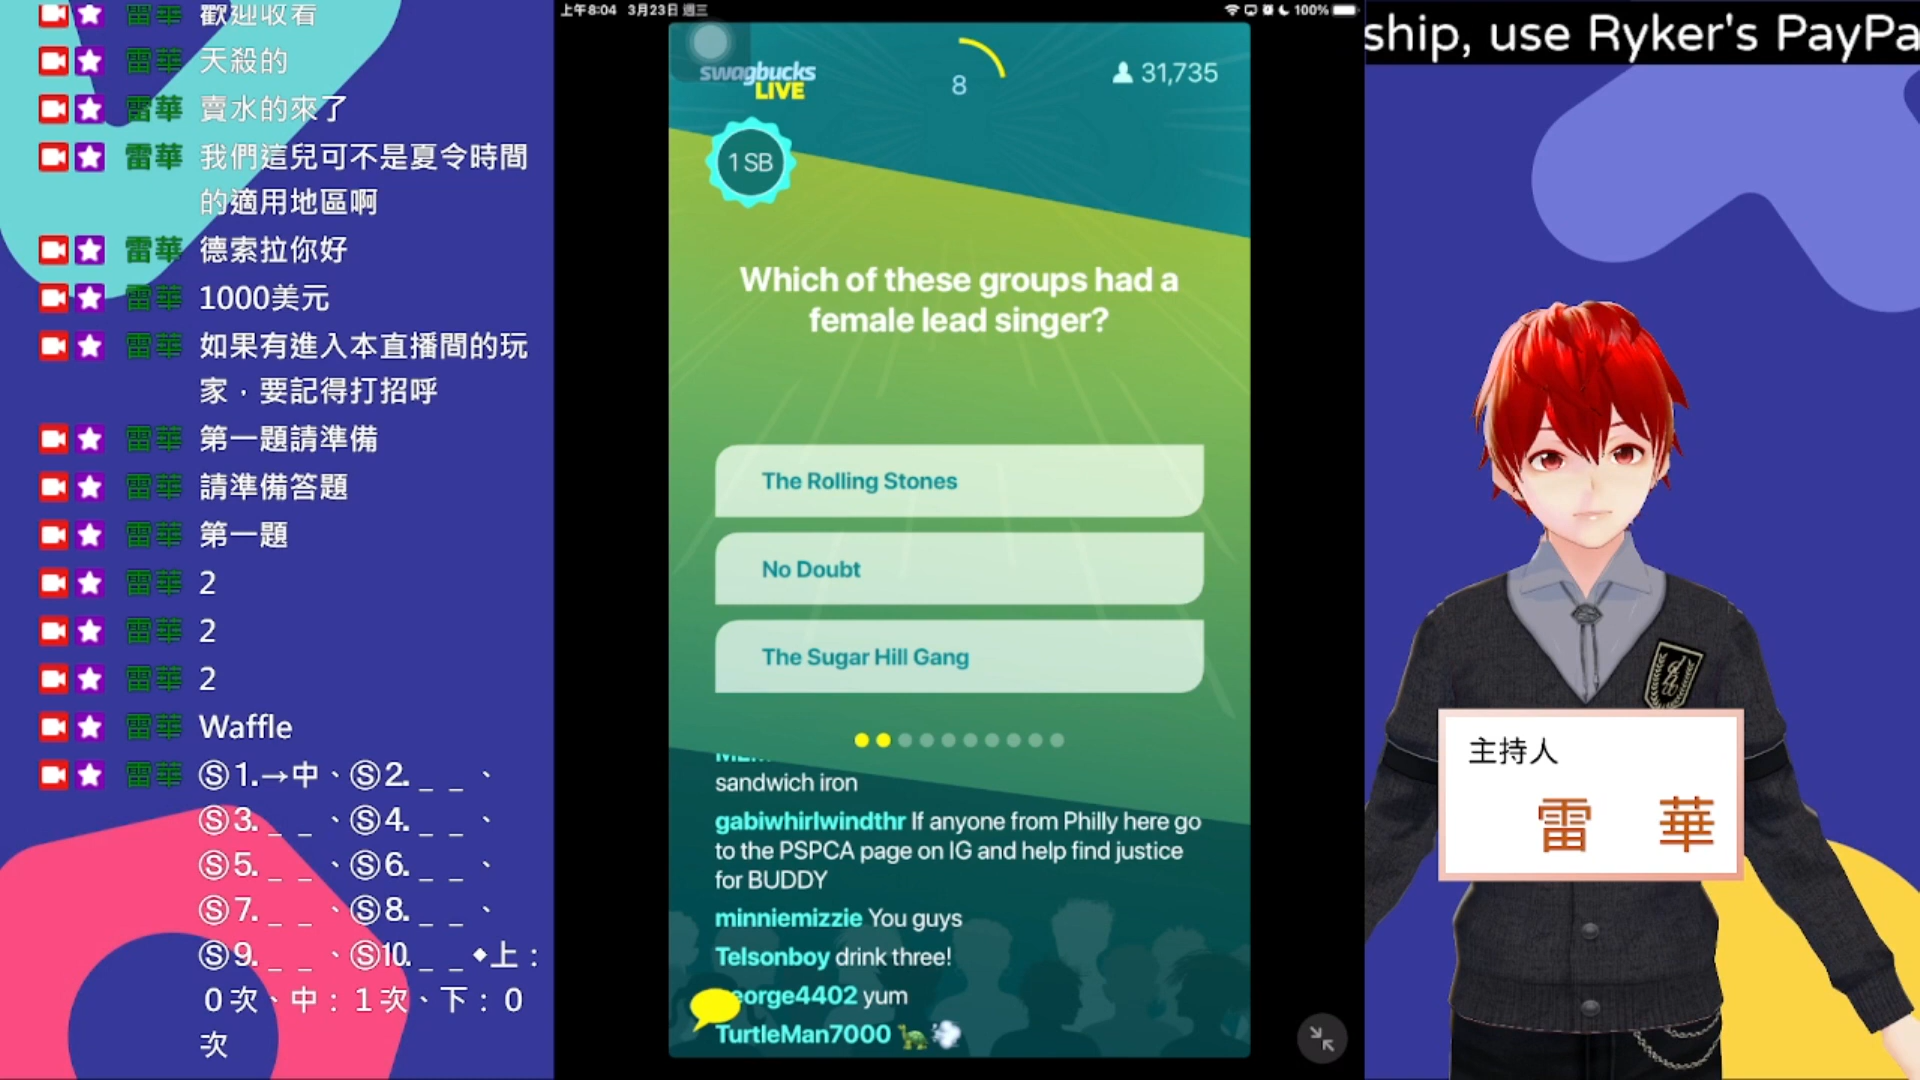 雷華 歡迎收看
雷華 天殺的
雷華 賣水的來了
雷華 我們這兒可不是夏令時間
的適用地區啊
雷華 德索拉你好
雷華 1000美元
雷華 如果有進入本直播間的玩
家，要記得打招呼
雷華 第一題請準備
雷華 請準備答題
雷華 第一題
雷華 2
雷華 2
雷華 2
雷華 Waffle
雷華 Ⓢ1.→中、Ⓢ2. _ _ 、
Ⓢ3. _ _ 、Ⓢ4. _ _ 、
Ⓢ5. _ _ 、Ⓢ6. _ _ 、
Ⓢ7. _ _ 、Ⓢ8. _ _ 、
Ⓢ9. _ _ 、Ⓢ10. _ _ ◆上：
0次、中：1次、下：0
次
上午8:04 3月23日 週三
100%
swagbucks
LIVE
8
31,735
1 SB
Which of these groups had a
female lead singer?
The Rolling Stones
No Doubt
The Sugar Hill Gang
sandwich iron
gabiwhirlwindthr If anyone from Philly here go
to the PSPCA page on IG and help find justice
for BUDDY
minniemizzie You guys
Telsonboy drink three!
eorge4402 yum
TurtleMan7000 🐢💨
ship, use Ryker's PayPa
主持人
雷 華